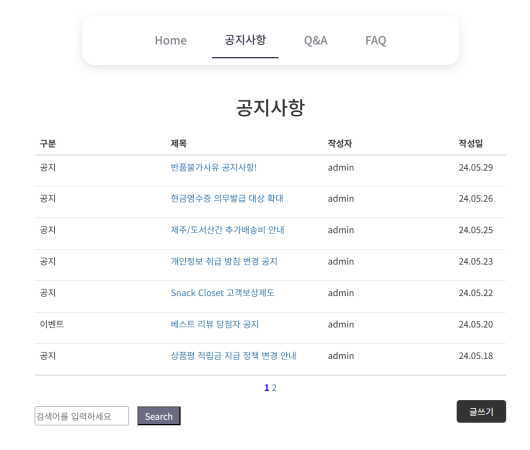 Home 공지사항 Q&A FAQ
공지사항
구분 제목 작성자 작성일
공지 반품불가사유 공지사항! admin 24.05.29
공지 현금영수증 의무발급 대상 확대 admin 24.05.26
공지 제주/도서산간 추가배송비 안내 admin 24.05.25
공지 개인정보 취급 방침 변경 공지 admin 24.05.23
공지 Snack Closet 고객보상제도 admin 24.05.22
이벤트 베스트 리뷰 당첨자 공지 admin 24.05.20
공지 상품평 적립금 지급 정책 변경 안내 admin 24.05.18
1 2
검색어를 입력하세요 Search 글쓰기